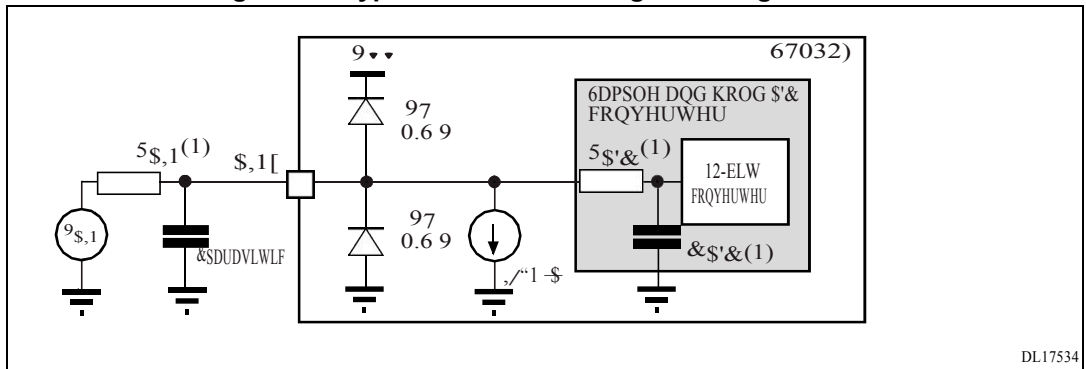 67032)
9
97
0.6 9
6DPSOH DQG KROG $'&
FRQYHUWHU
5$,1(1)
$,1[
5$'&(1)
12-ELW
FRQYHUWHU
9$,1
&SDUDVLWLF
97
0.6 9
&$'&(1)
DL17534